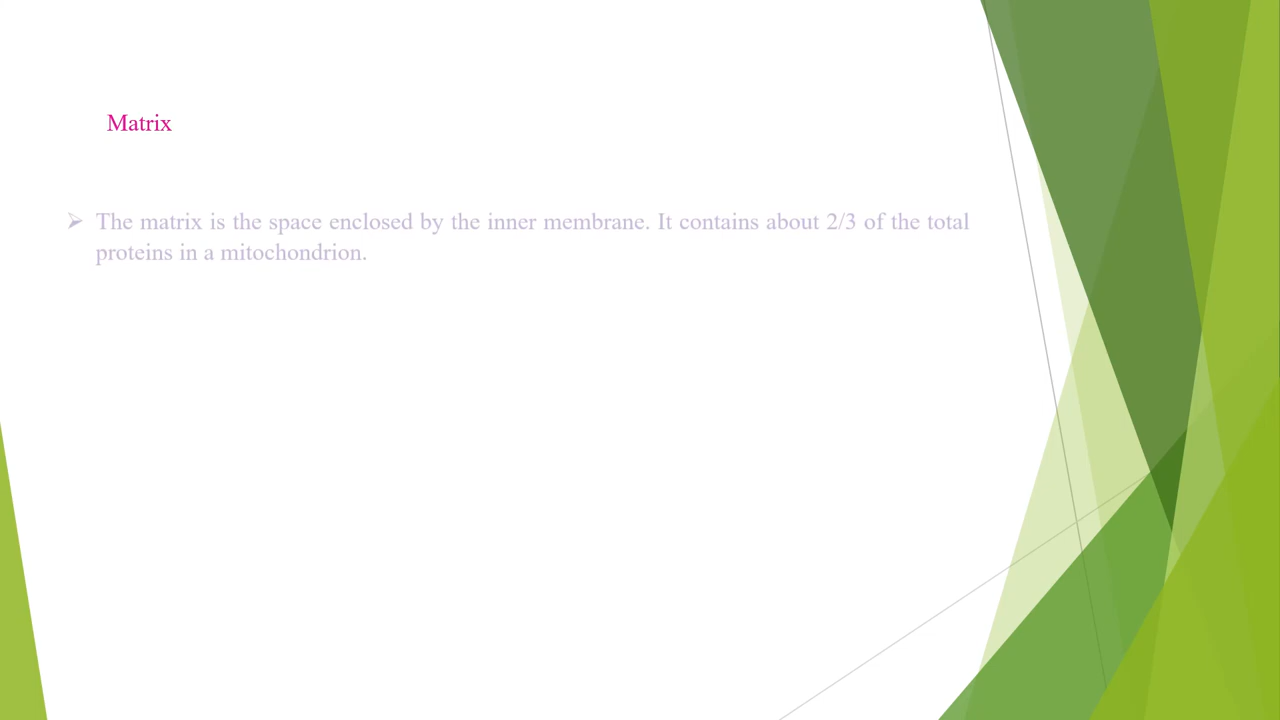 Matrix
The matrix is the space enclosed by the inner membrane. It contains about 2/3 of the total
proteins in a mitochondrion.